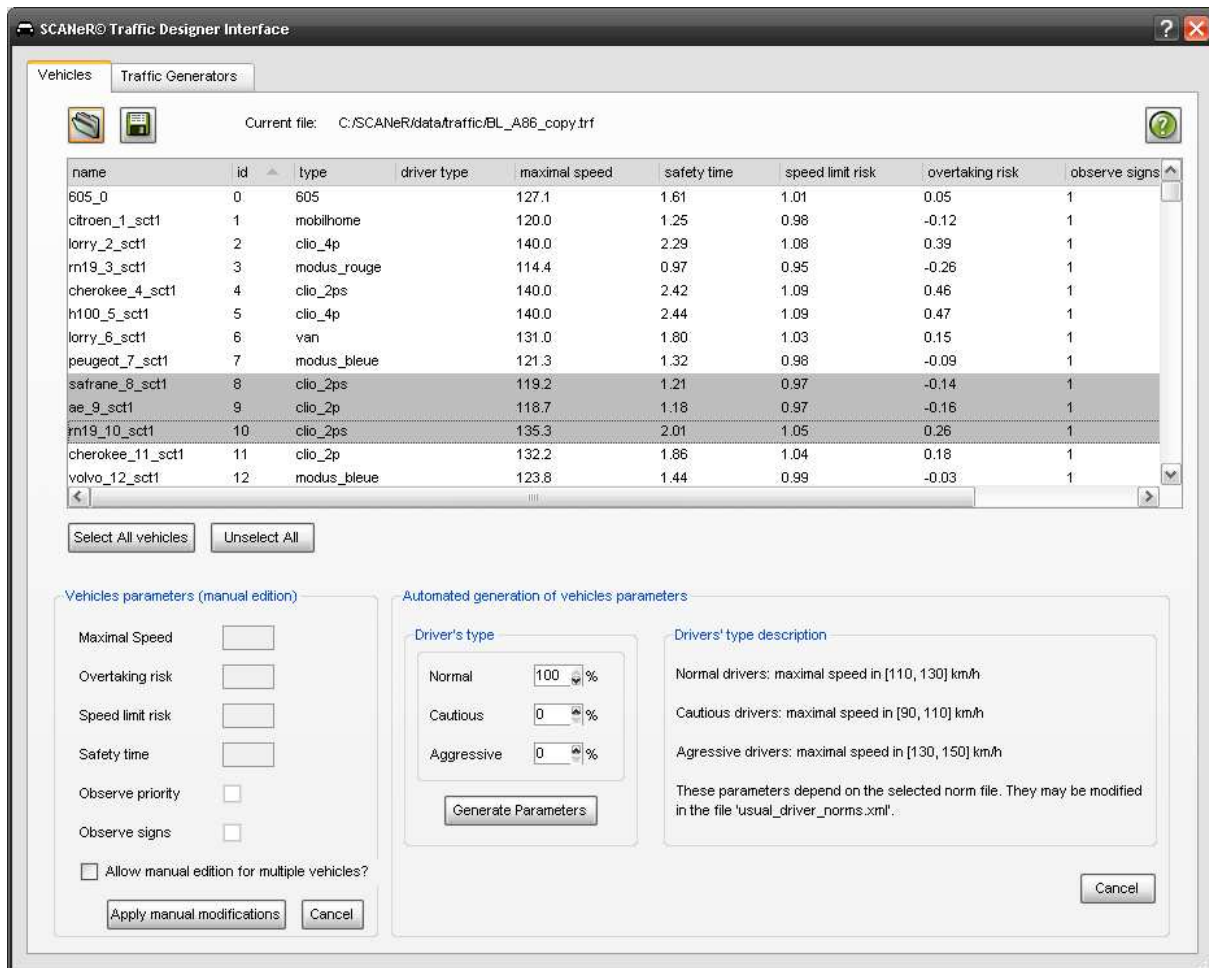 SCANeR© Traffic Designer Interface
Vehicles Traffic Generators
Current file: C:/SCANeR/data/traffic/BL_A86_copy.trf
name id type driver type maximal speed safety time speed limit risk overtaking risk observe signs
605_0 0 605 127.1 1.61 1.01 0.05 1
citroen_1_sct1 1 mobilhome 120.0 1.25 0.98 -0.12 1
lorry_2_sct1 2 clio_4p 140.0 2.29 1.08 0.39 1
rn19_3_sct1 3 modus_rouge 114.4 0.97 0.95 -0.26 1
cherokee_4_sct1 4 clio_2ps 140.0 2.42 1.09 0.46 1
h100_5_sct1 5 clio_4p 140.0 2.44 1.09 0.47 1
lorry_6_sct1 6 van 131.0 1.80 1.03 0.15 1
peugeot_7_sct1 7 modus_bleue 121.3 1.32 0.98 -0.09 1
safrane_8_sct1 8 clio_2ps 119.2 1.21 0.97 -0.14 1
ae_9_sct1 9 clio_2p 118.7 1.18 0.97 -0.16 1
rn19_10_sct1 10 clio_2ps 135.3 2.01 1.05 0.26 1
cherokee_11_sct1 11 clio_2p 132.2 1.86 1.04 0.18 1
volvo_12_sct1 12 modus_bleue 123.8 1.44 0.99 -0.03 1
Select All vehicles Unselect All
Vehicles parameters (manual edition)
Maximal Speed
Overtaking risk
Speed limit risk
Safety time
Observe priority
Observe signs
Allow manual edition for multiple vehicles?
Apply manual modifications Cancel
Automated generation of vehicles parameters
Driver's type
Normal 100 %
Cautious 0 %
Aggressive 0 %
Generate Parameters
Drivers' type description
Normal drivers: maximal speed in [110, 130] km/h
Cautious drivers: maximal speed in [90, 110] km/h
Agressive drivers: maximal speed in [130, 150] km/h
These parameters depend on the selected norm file. They may be modified
in the file 'usual_driver_norms.xml'.
Cancel